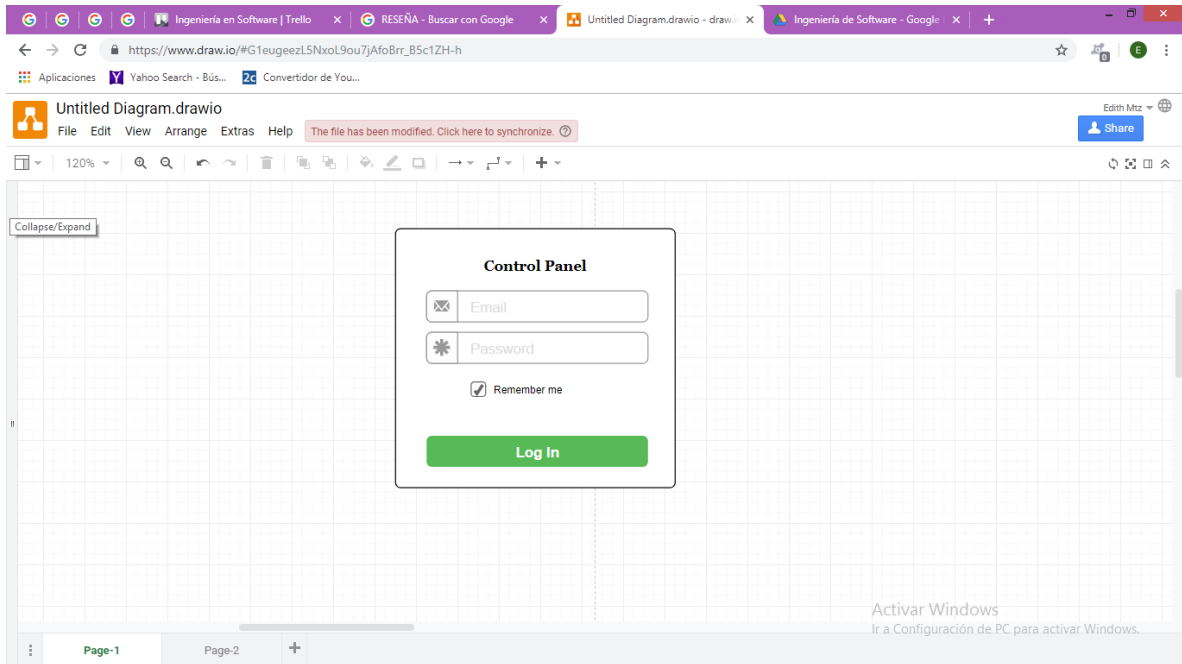 Ingeniería en Software | Trello
RESEÑA - Buscar con Google
Untitled Diagram.drawio - draw.i
Ingeniería de Software - Google
https://www.draw.io/#G1eugeezL5NxoL9ou7jAfoBrr_B5c1ZH-h
0
E
Aplicaciones
Yahoo Search - Bús...
Convertidor de You...
Untitled Diagram.drawio
Edith Mtz
File Edit View Arrange Extras Help
The file has been modified. Click here to synchronize.
Share
120%
Collapse/Expand
Control Panel
Email
Password
Remember me
Log In
Activar Windows
Ir a Configuración de PC para activar Windows.
Page-1
Page-2